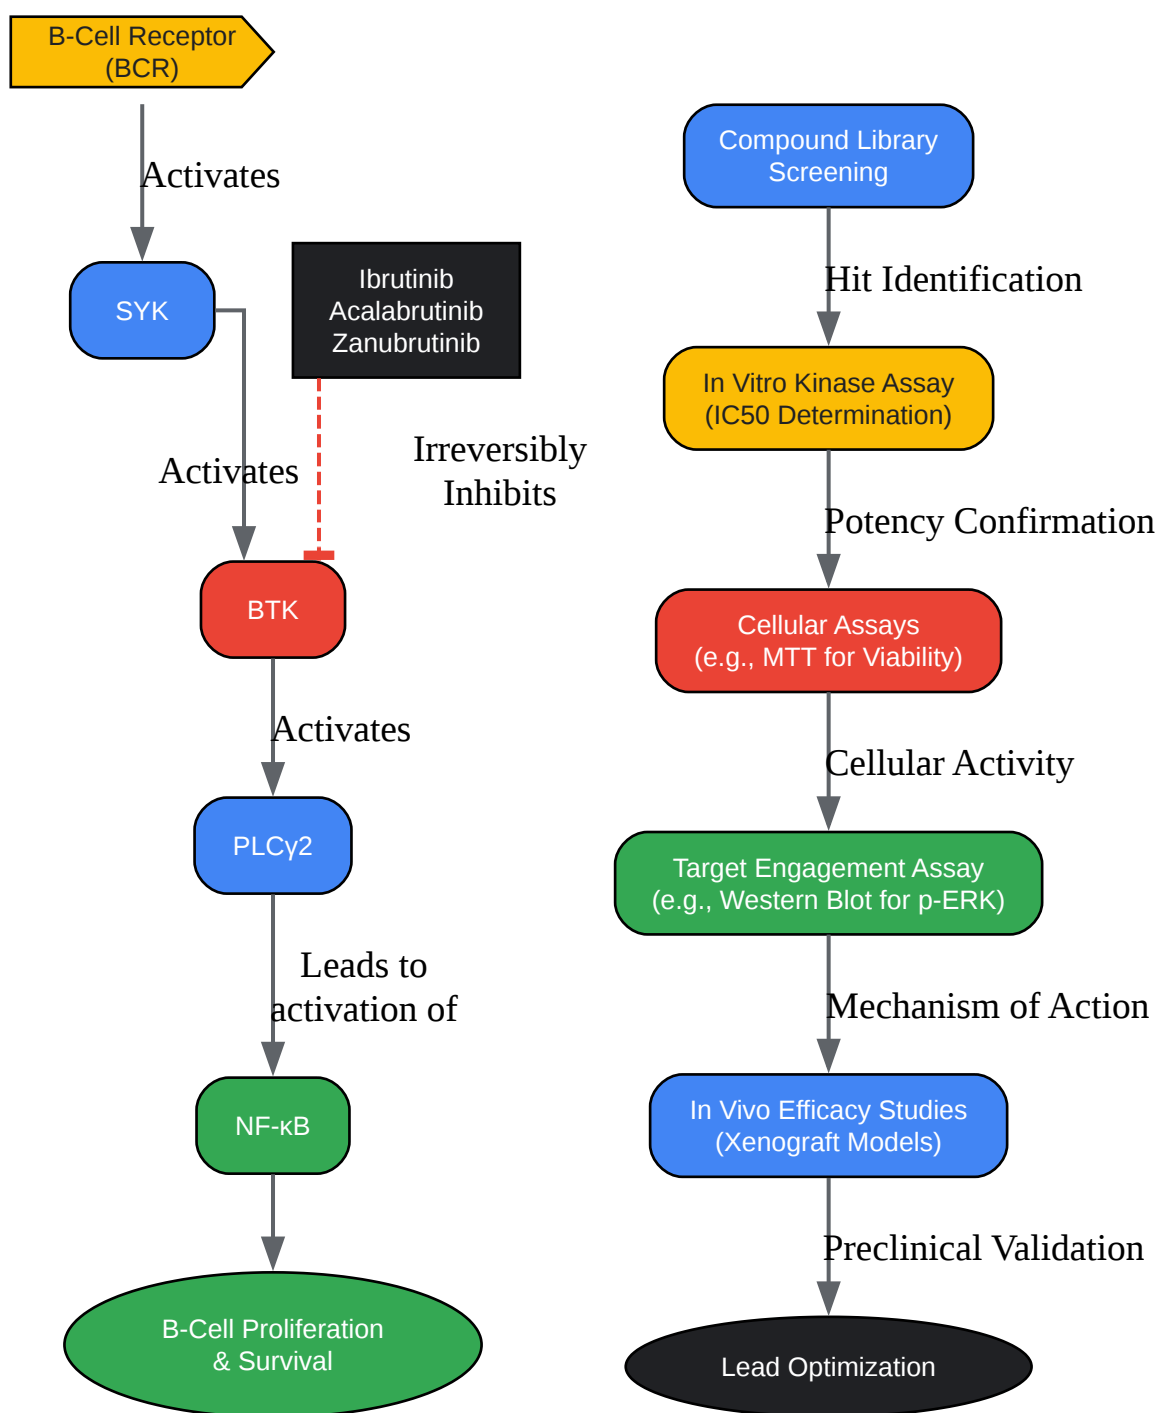 B-Cell Receptor
(BCR)
Activates
SYK
Ibrutinib
Acalabrutinib
Zanubrutinib
Activates
Irreversibly
Inhibits
BTK
Activates
PLCγ2
Leads to
activation of
NF-κB
B-Cell Proliferation
& Survival
Compound Library
Screening
Hit Identification
In Vitro Kinase Assay
(IC50 Determination)
Potency Confirmation
Cellular Assays
(e.g., MTT for Viability)
Cellular Activity
Target Engagement Assay
(e.g., Western Blot for p-ERK)
Mechanism of Action
In Vivo Efficacy Studies
(Xenograft Models)
Preclinical Validation
Lead Optimization